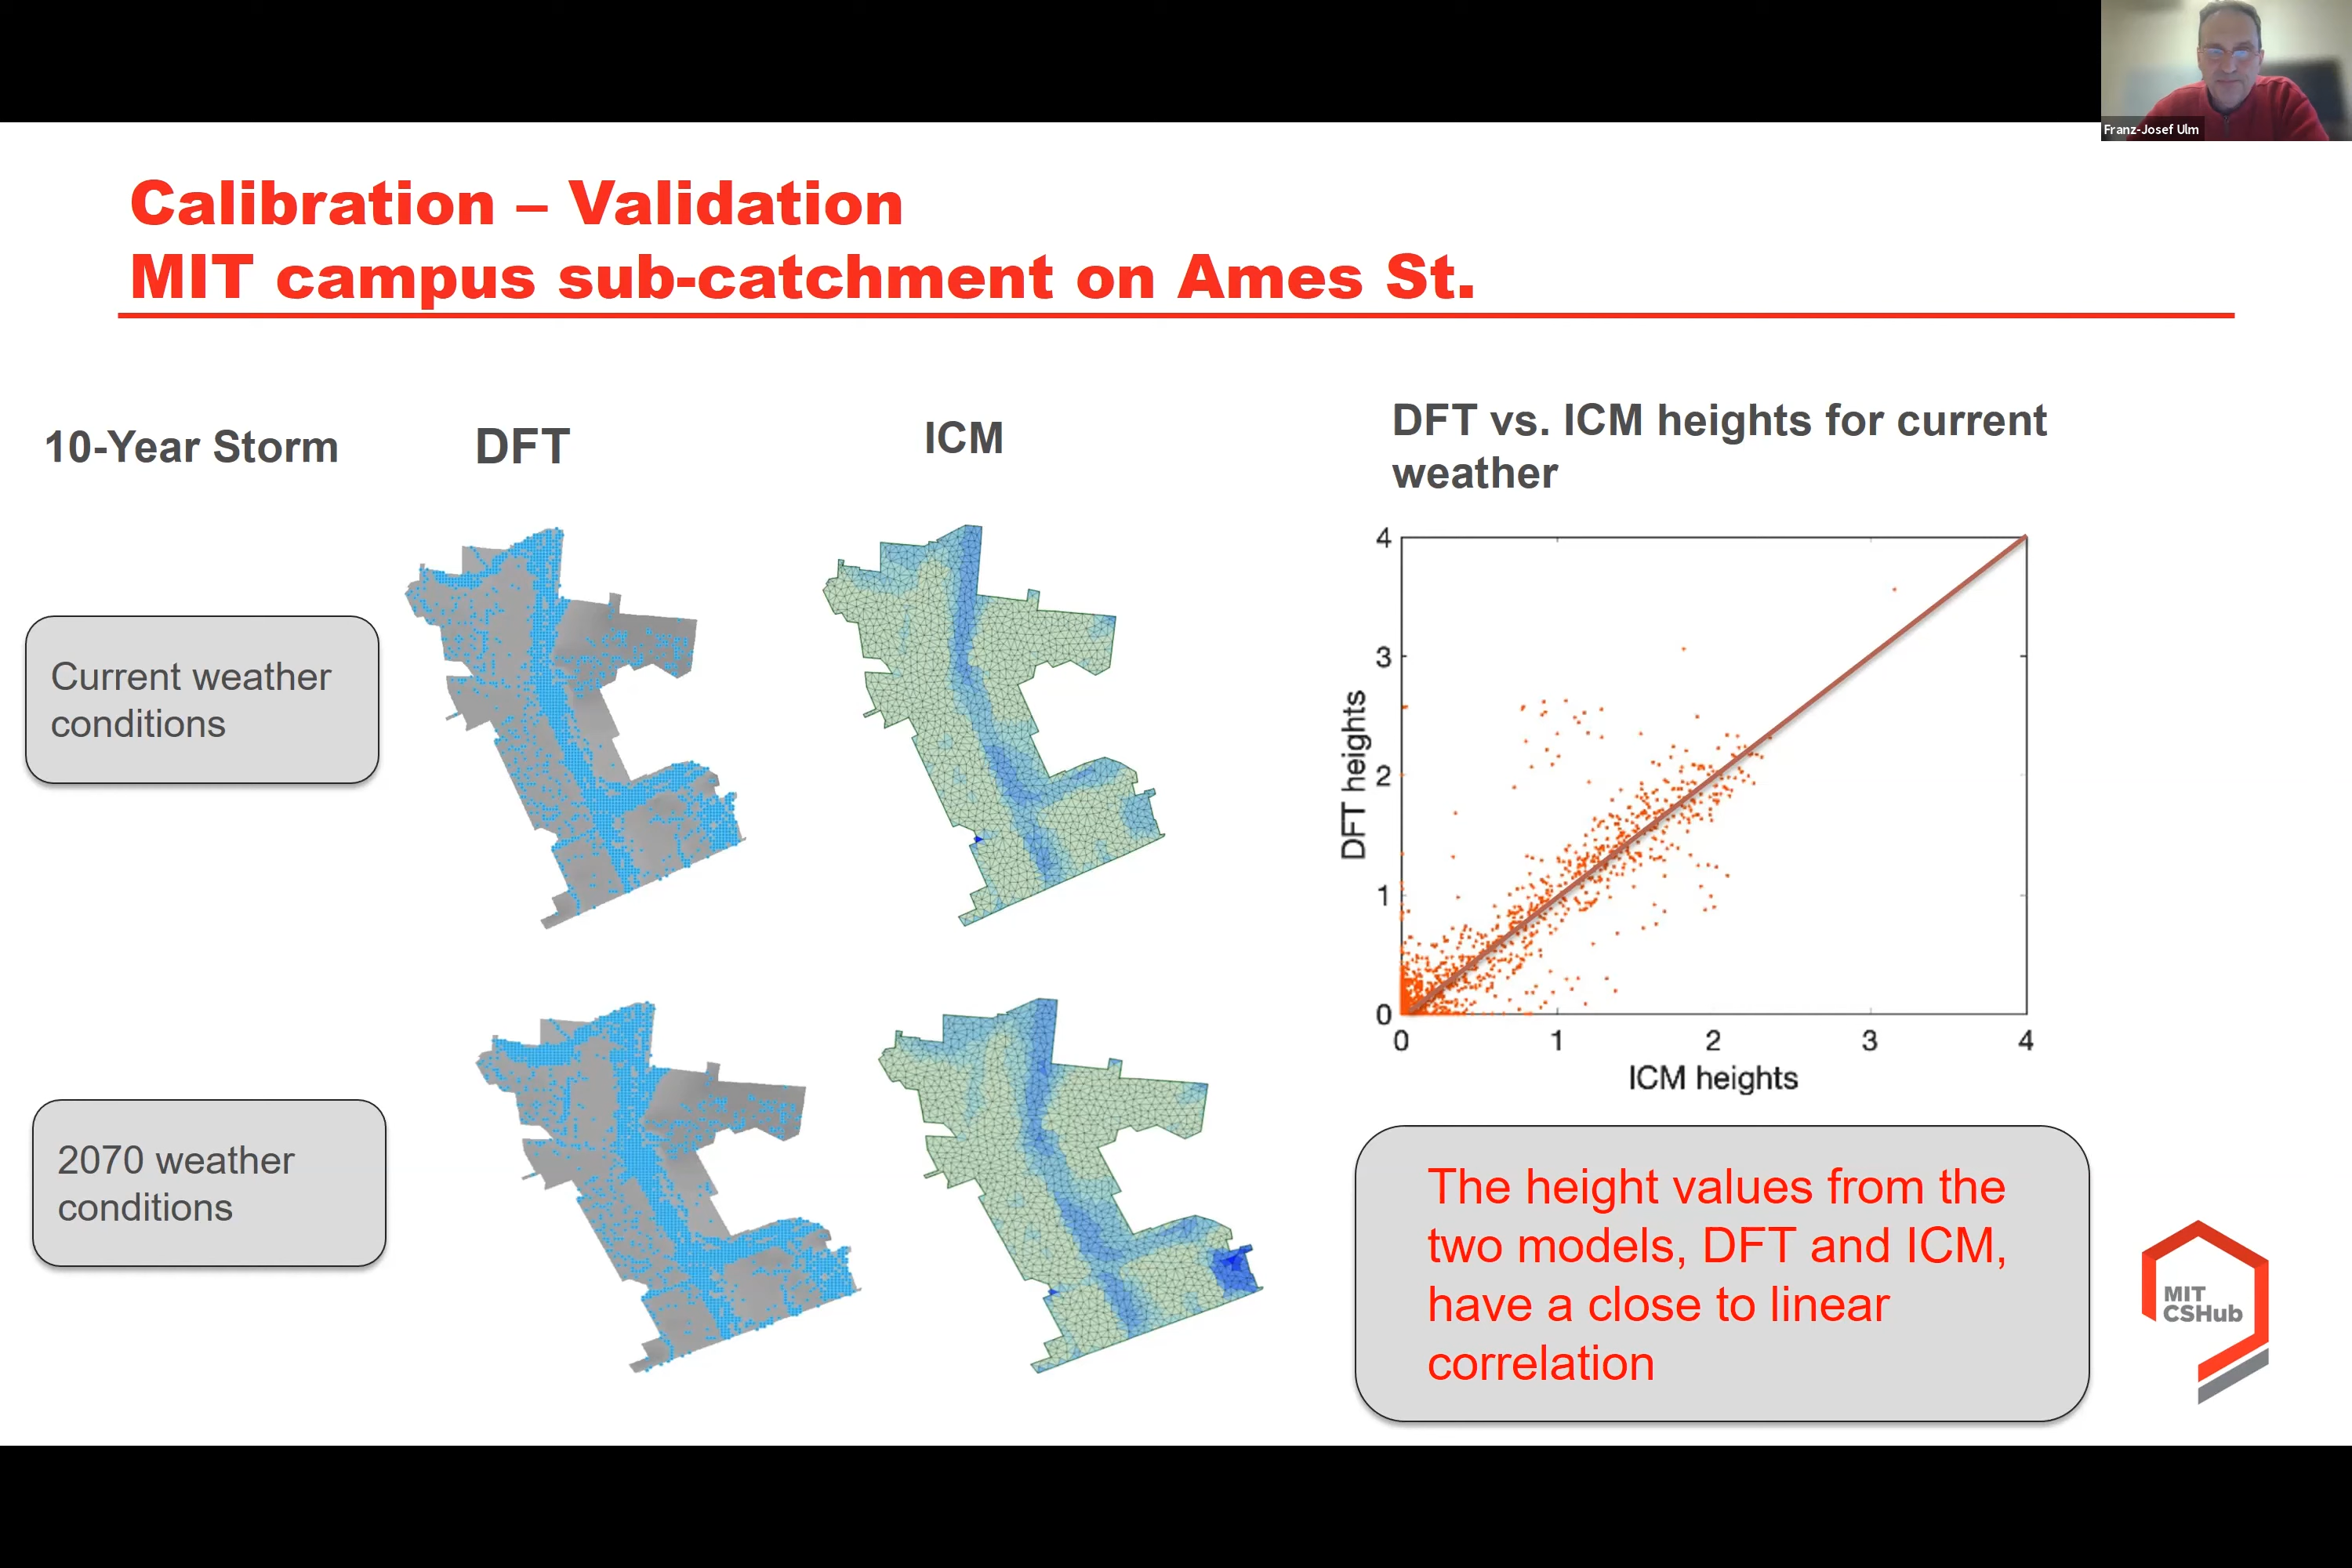 Franz-Josef Ulm
Calibration – Validation
MIT campus sub-catchment on Ames St.
10-Year Storm
DFT
ICM
DFT vs. ICM heights for current
weather
Current weather
conditions
2070 weather
conditions
4
3
2
1
0
DFT heights
0 1 2 3 4
ICM heights
The height values from the
two models, DFT and ICM,
have a close to linear
correlation
MIT
CSHub